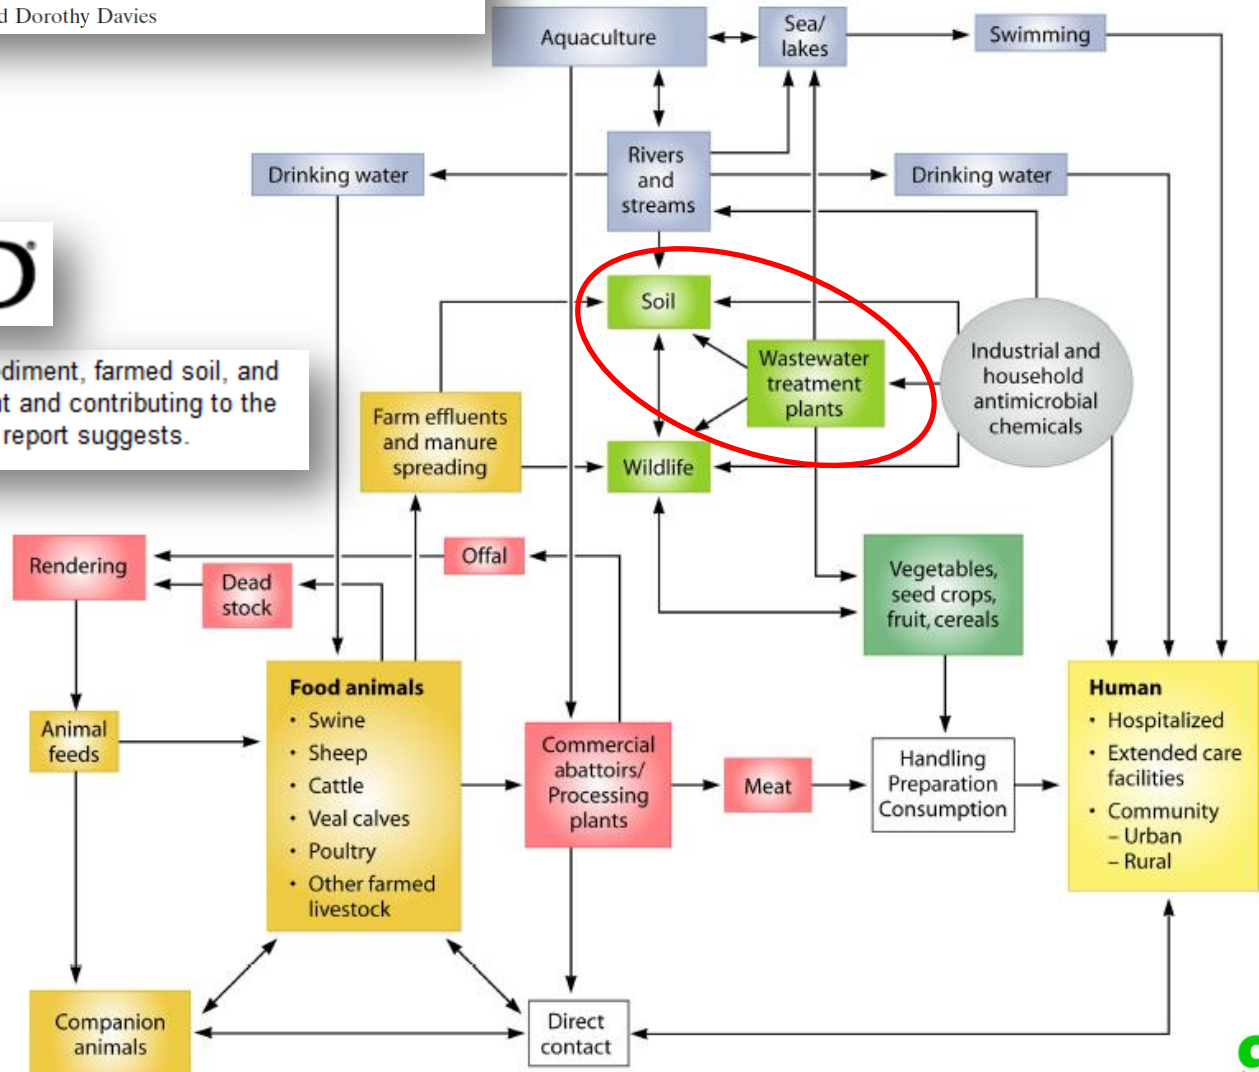 d Dorothy Davies
Aquaculture
Sea/
lakes
Swimming
Drinking water
Rivers
and
streams
Drinking water
Soil
diment, farmed soil, and
t and contributing to the
report suggests.
Wastewater
treatment
plants
Industrial and
household
antimicrobial
chemicals
Farm effluents
and manure
spreading
Wildlife
Rendering
Dead
stock
Offal
Vegetables,
seed crops,
fruit, cereals
Animal
feeds
Food animals
• Swine
• Sheep
• Cattle
• Veal calves
• Poultry
• Other farmed
livestock
Commercial
abattoirs/
Processing
plants
Meat
Handling
Preparation
Consumption
Human
• Hospitalized
• Extended care
facilities
• Community
– Urban
– Rural
Companion
animals
Direct
contact